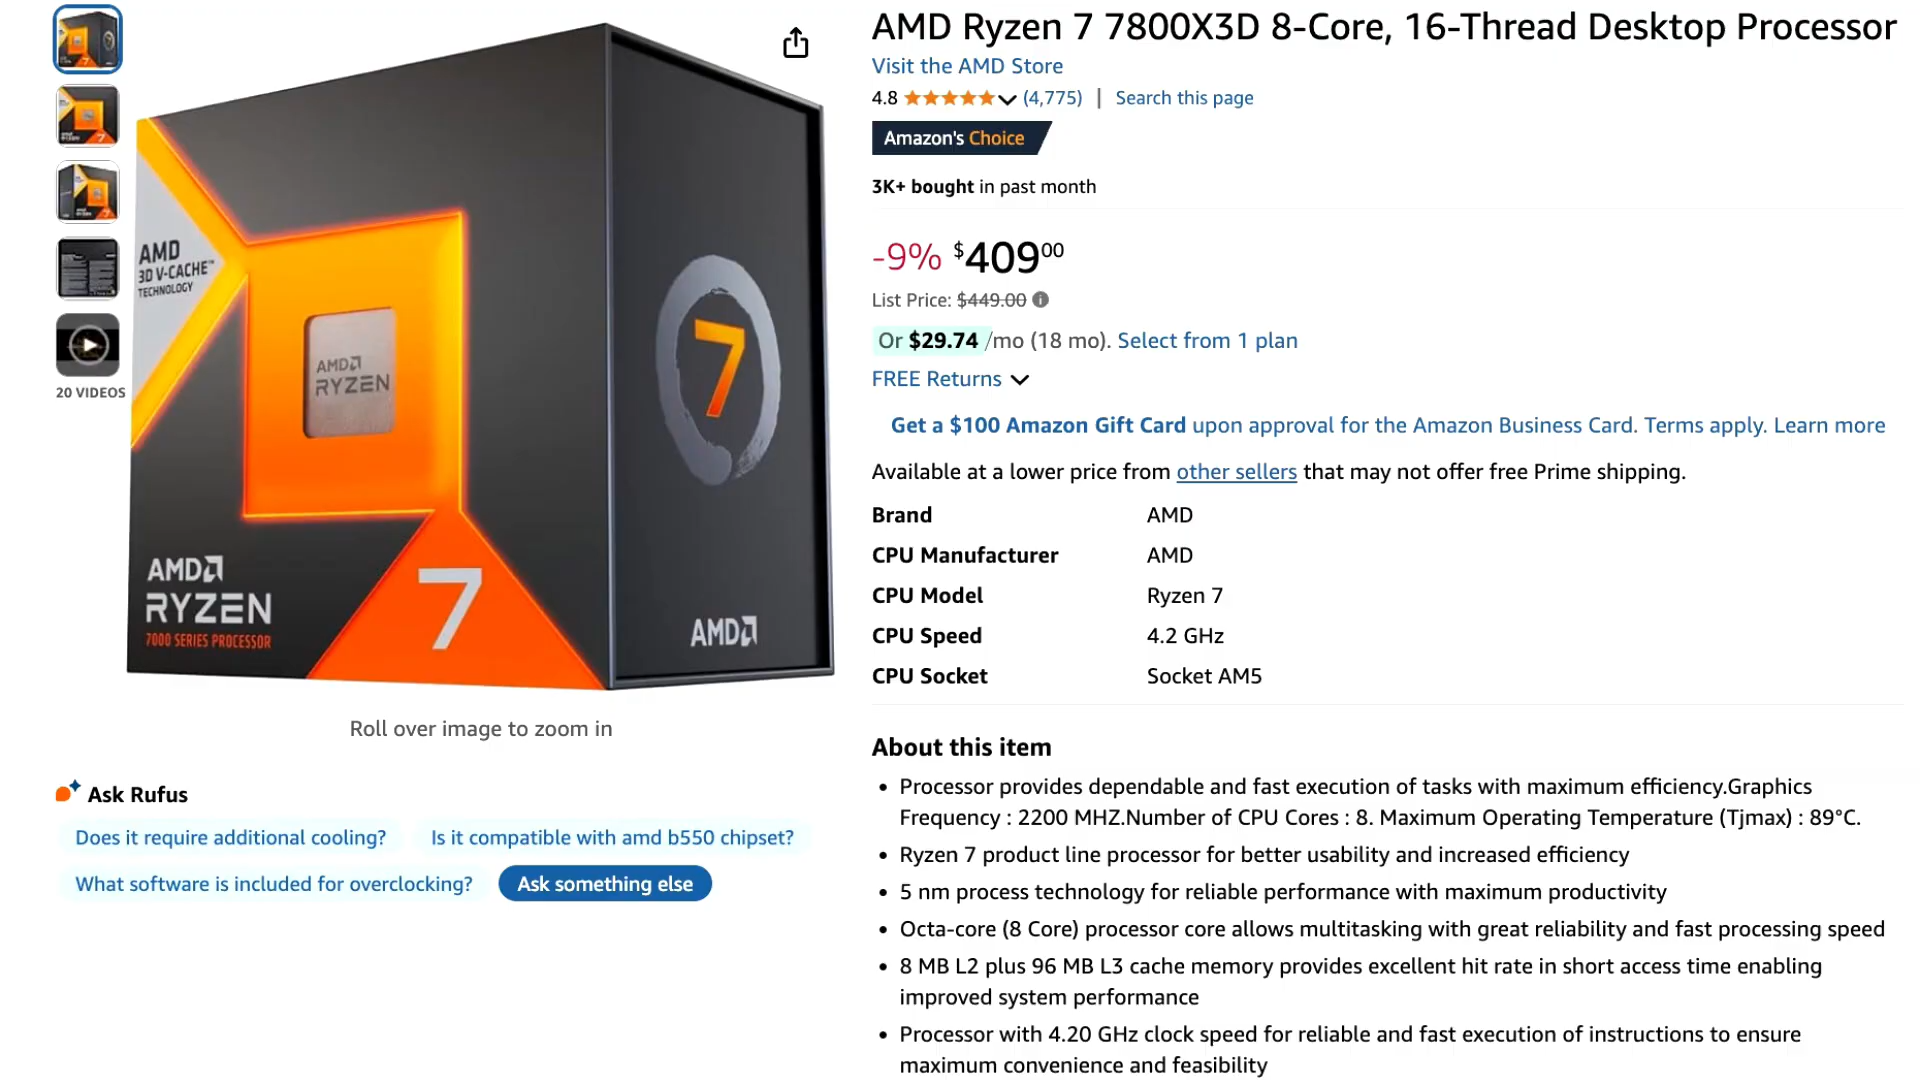 AMD Ryzen 7 7800X3D 8-Core, 16-Thread Desktop Processor
Visit the AMD Store
4.8 (4,775) | Search this page
Amazon's Choice
3K+ bought in past month
-9% $409.00
List Price: $449.00
Or $29.74 /mo (18 mo). Select from 1 plan
FREE Returns
Get a $100 Amazon Gift Card upon approval for the Amazon Business Card. Terms apply. Learn more
Available at a lower price from other sellers that may not offer free Prime shipping.
Brand AMD
CPU Manufacturer AMD
CPU Model Ryzen 7
CPU Speed 4.2 GHz
CPU Socket Socket AM5
About this item
• Processor provides dependable and fast execution of tasks with maximum efficiency.Graphics
Frequency : 2200 MHZ.Number of CPU Cores : 8. Maximum Operating Temperature (Tjmax) : 89°C.
• Ryzen 7 product line processor for better usability and increased efficiency
• 5 nm process technology for reliable performance with maximum productivity
• Octa-core (8 Core) processor core allows multitasking with great reliability and fast processing speed
• 8 MB L2 plus 96 MB L3 cache memory provides excellent hit rate in short access time enabling
improved system performance
• Processor with 4.20 GHz clock speed for reliable and fast execution of instructions to ensure
maximum convenience and feasibility
AMD
3D V-CACHE™
TECHNOLOGY
AMD
RYZEN
7
AMD
RYZEN
7000 SERIES PROCESSOR
7
AMD
20 VIDEOS
Roll over image to zoom in
Ask Rufus
Does it require additional cooling?
Is it compatible with amd b550 chipset?
What software is included for overclocking?
Ask something else